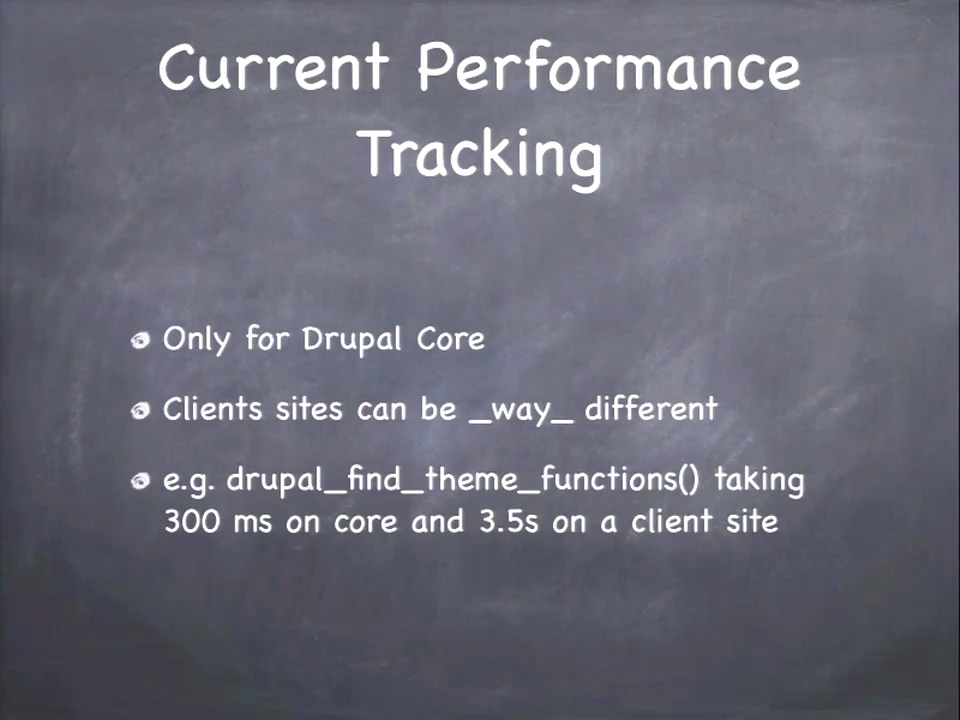 Current Performance
Tracking
Only for Drupal Core
Clients sites can be _way_ different
e.g. drupal_find_theme_functions() taking
300 ms on core and 3.5s on a client site